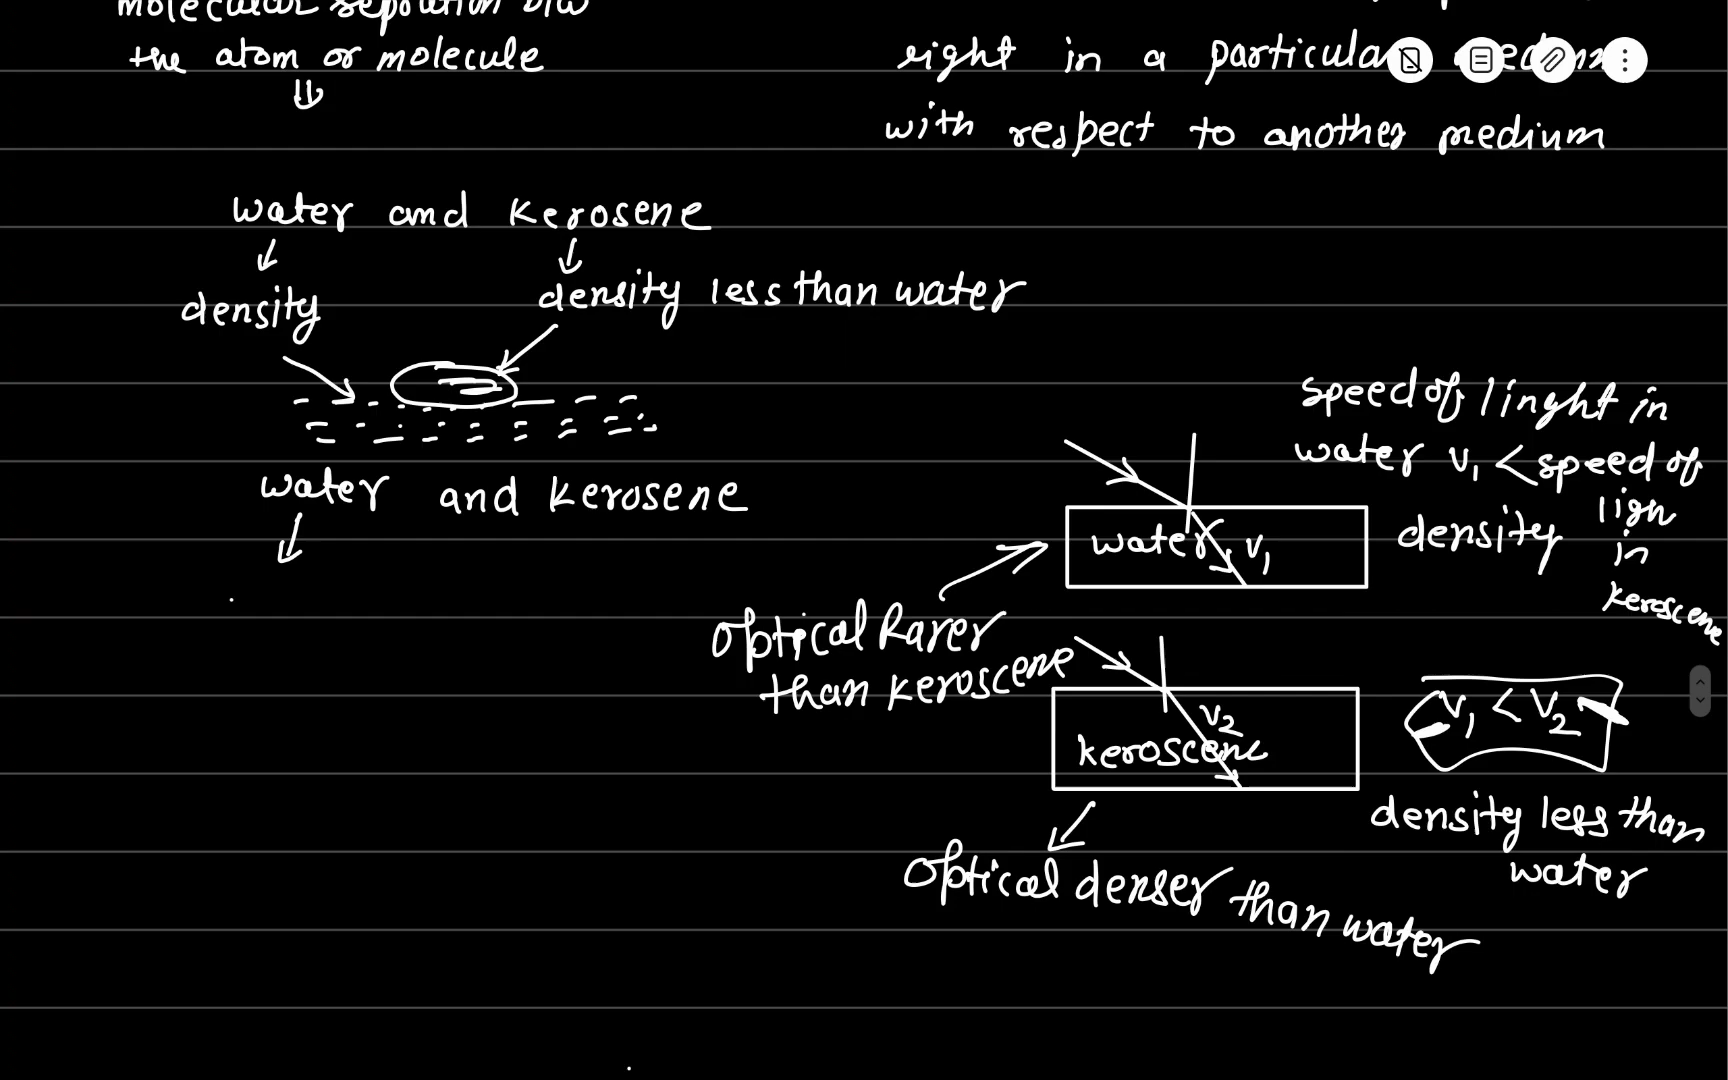 molecular
the atom or molecule
right in a particular
with respect to another medium
water and Kerosene
density
density less than water
water and kerosene
speed of linght in
water v₁ < speed of
density lign
in
keroscene
water v₁
optical Rarer
than keroscene
v₂
keroscene
v₁ < v₂
density less than
water
optical denser than water